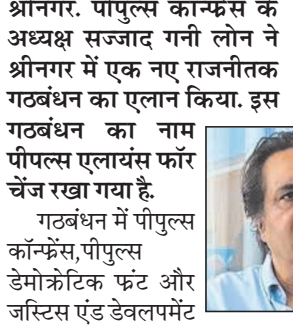 श्रीनगर. पीपुल्स कॉन्फ्रेंस के
अध्यक्ष सज्जाद गनी लोन ने
श्रीनगर में एक नए राजनीतक
गठबंधन का एलान किया. इस
गठबंधन का नाम
पीपल्स एलायंस फॉर
चेंज रखा गया है.
गठबंधन में पीपुल्स
कॉन्फ्रेंस,पीपुल्स
डेमोक्रेटिक फ्रंट और
जस्टिस एंड डेवलपमेंट